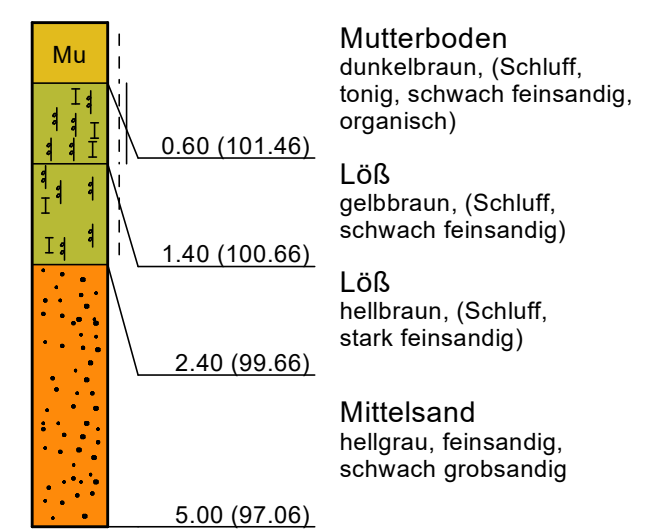 Mu
Mutterboden
dunkelbraun, (Schluff,
tonig, schwach feinsandig,
organisch)
0.60 (101.46)
Löß
gelbbraun, (Schluff,
schwach feinsandig)
1.40 (100.66)
Löß
hellbraun, (Schluff,
stark feinsandig)
2.40 (99.66)
Mittelsand
hellgrau, feinsandig,
schwach grobsandig
5.00 (97.06)